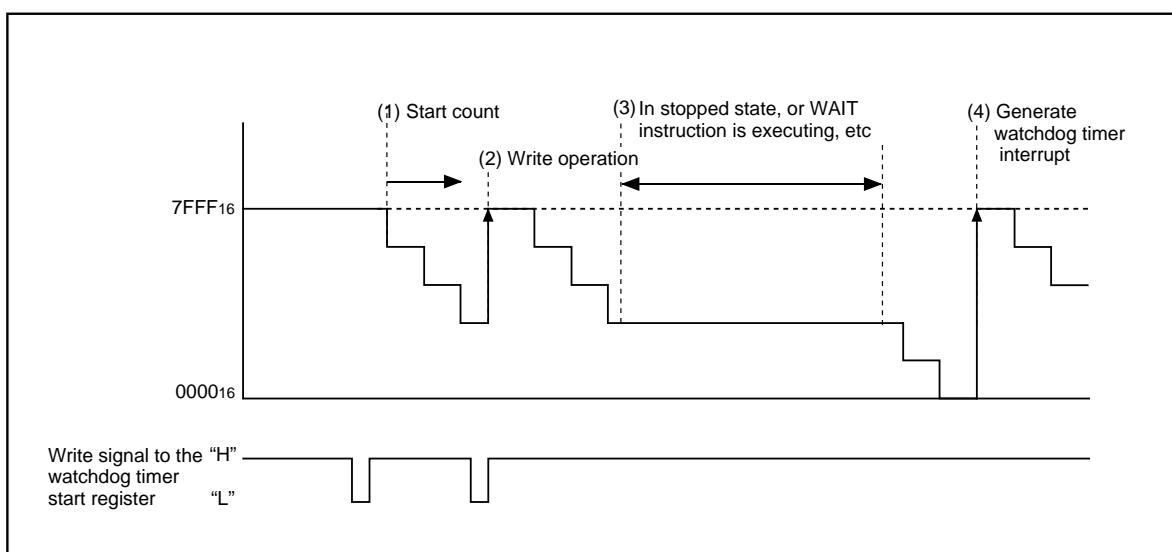 (1) Start count
(2) Write operation
(3) In stopped state, or WAIT
instruction is executing, etc
(4) Generate
watchdog timer
interrupt
7FFF16
000016
Write signal to the “H”
watchdog timer
start register “L”